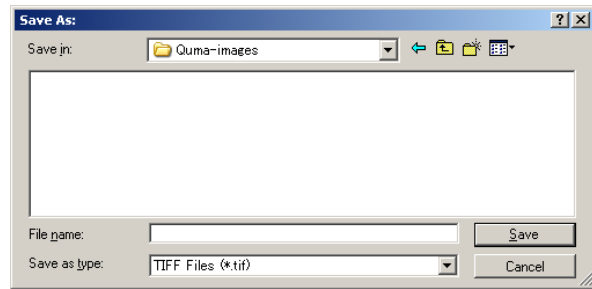 Save As:
Save in: Quma-images
File name: Save
Save as type: TIFF Files (*.tif) Cancel